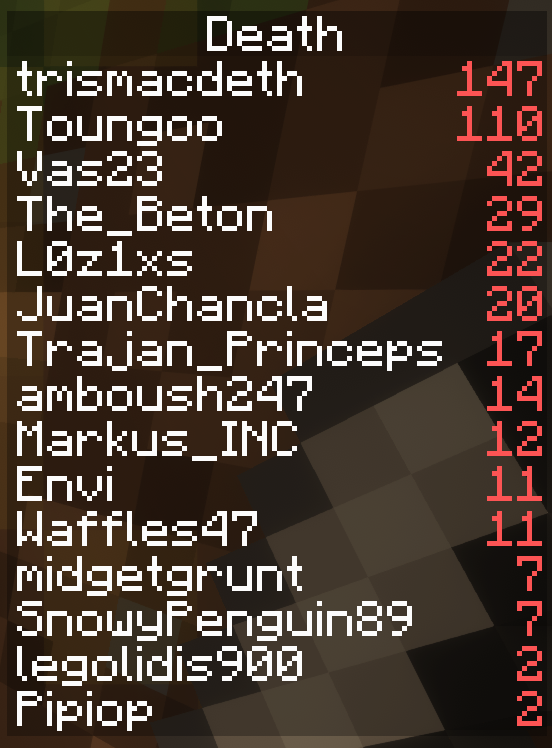 Death
trismacdeth 147
Toungoo 110
Vas23 42
The_Beton 29
L0z1xs 22
JuanChancla 20
Trajan_Princeps 17
amboush247 14
Markus_INC 12
Envi 11
Waffles47 11
midgetgrunt 7
SnowyPenguin89 7
legolidis900 2
Pipiop 2